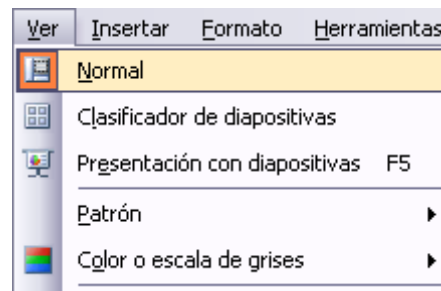 Ver Insertar Formato Herramientas
Normal
Clasificador de diapositivas
Presentación con diapositivas F5
Patrón
Color o escala de grises